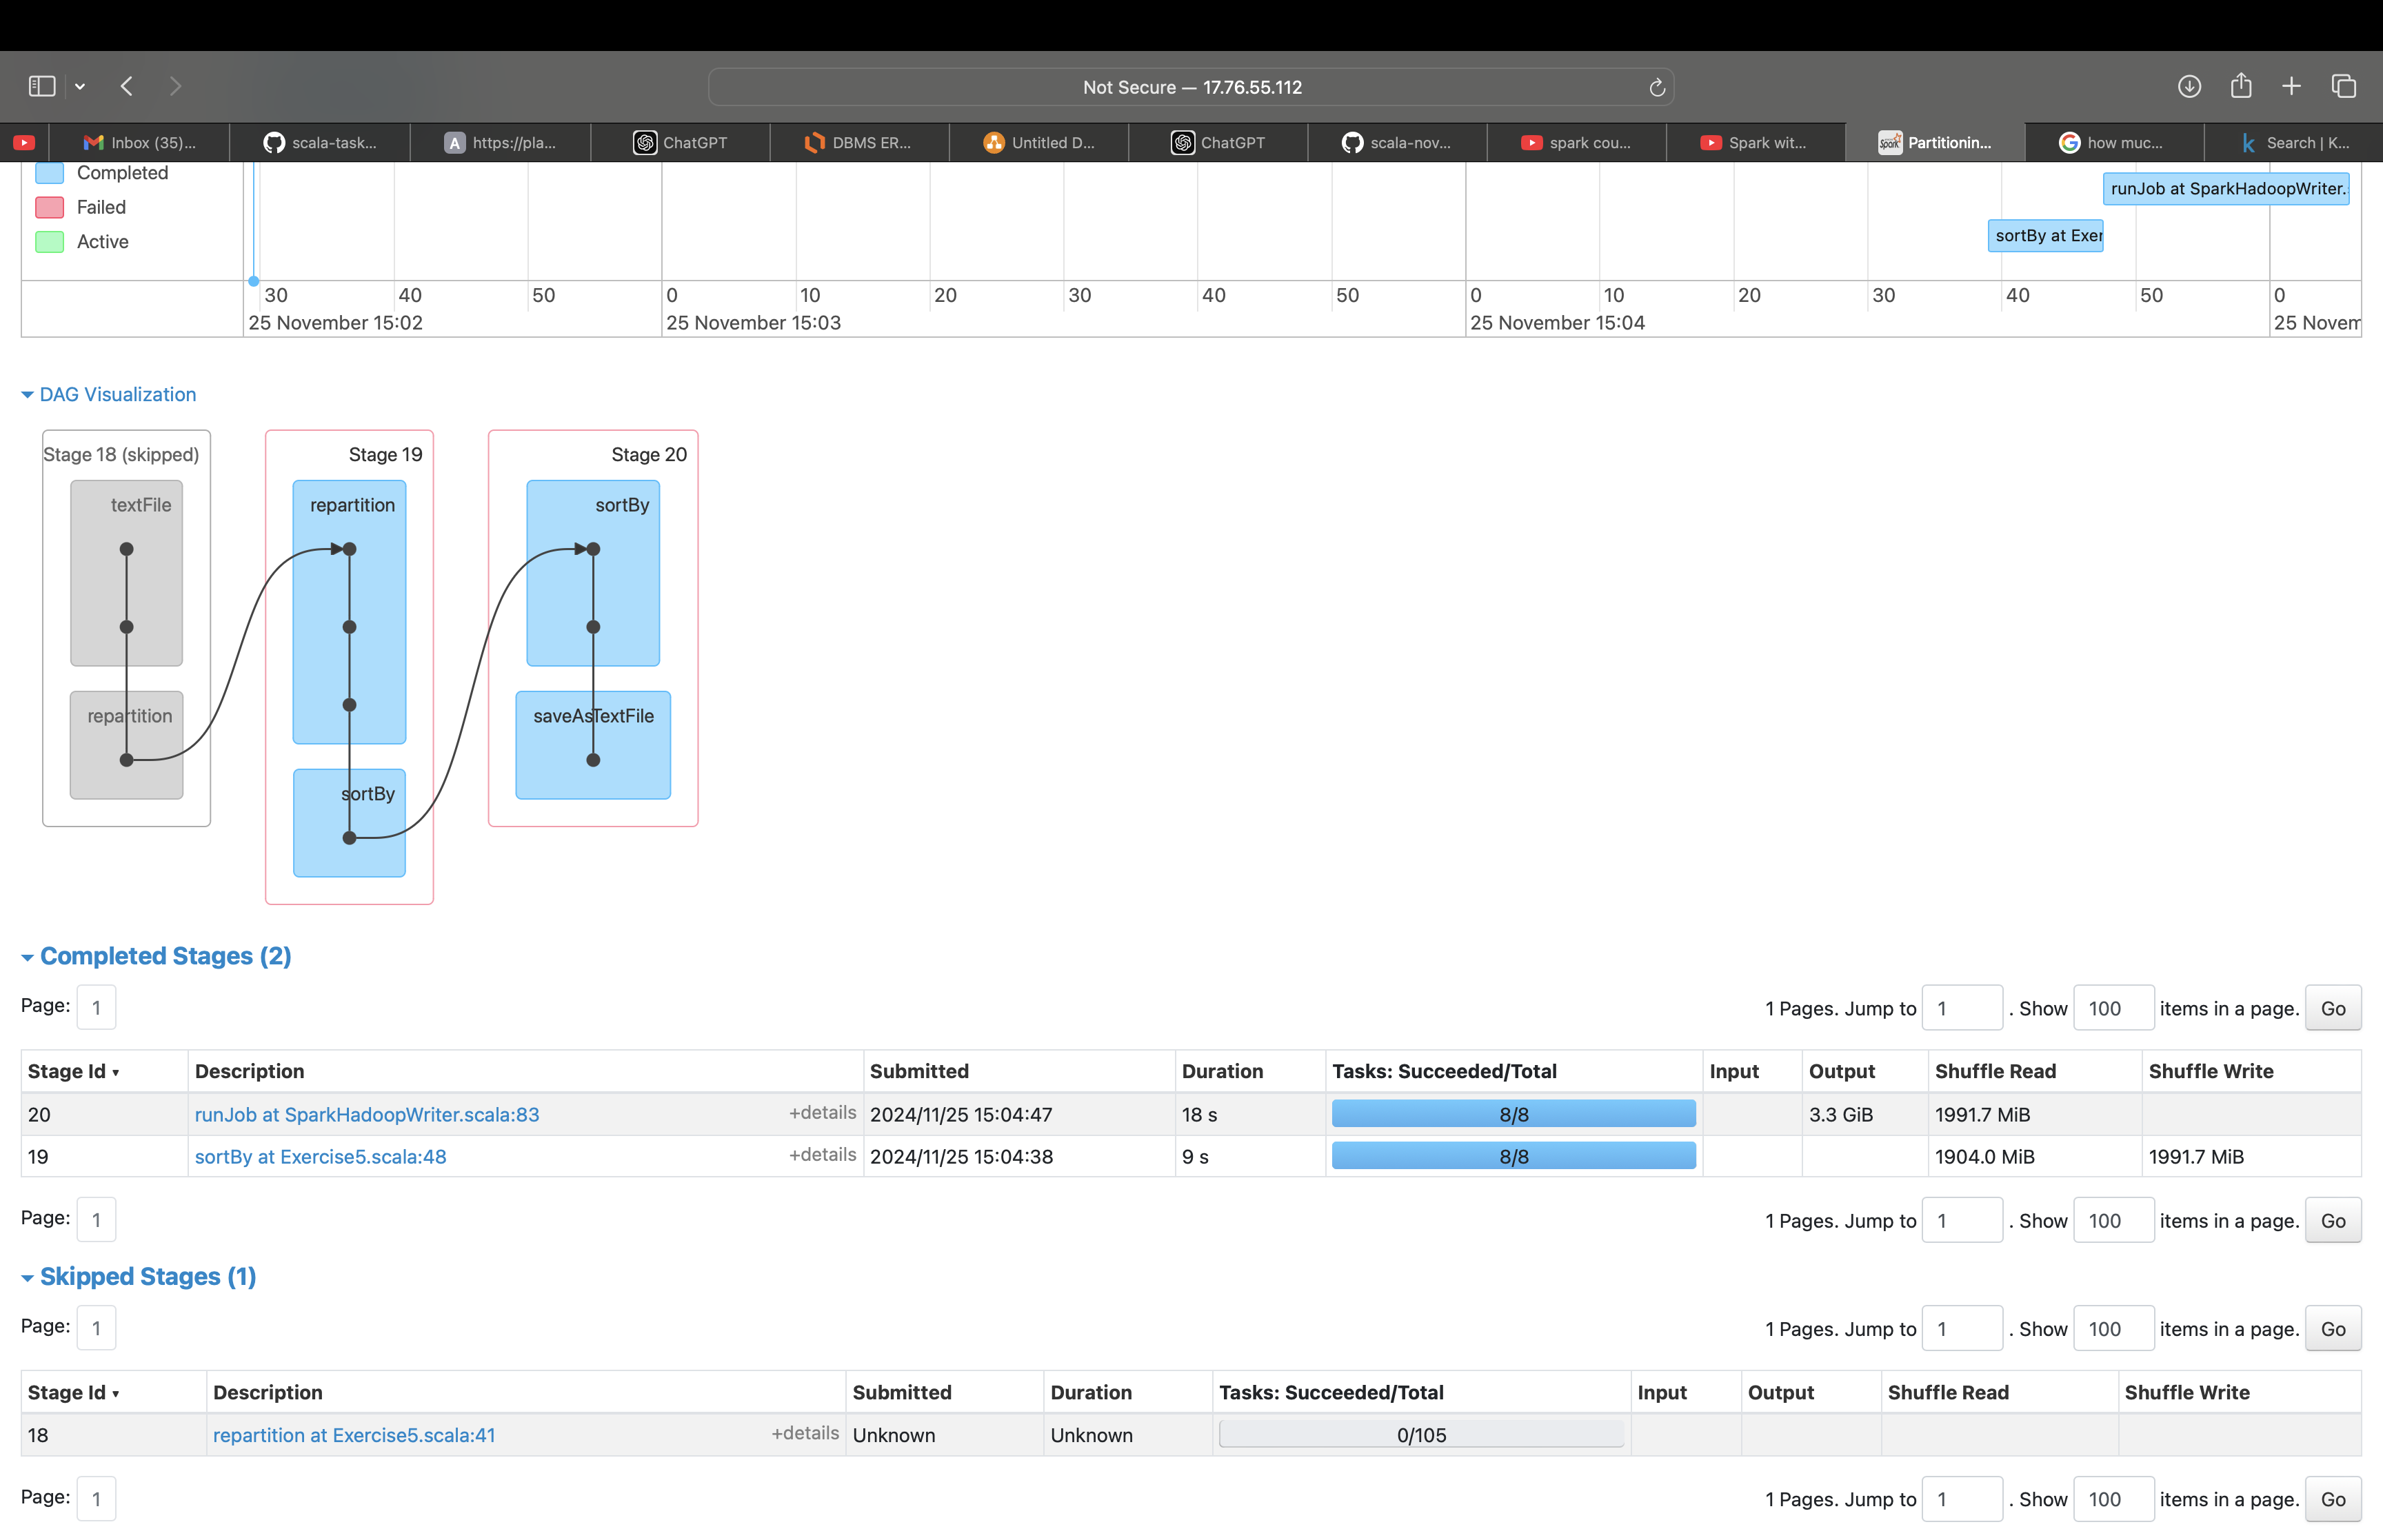 Not Secure — 17.76.55.112
Inbox (35)...
scala-task...
A https://pla...
ChatGPT
DBMS ER...
Untitled D...
ChatGPT
scala-nov...
spark cou...
Spark wit...
Spark Partitionin...
how muc...
Search | K...
Completed
Failed
Active
runJob at SparkHadoopWriter.
sortBy at Exer
30 40 50 0 10 20 30 40 50 0 10 20 30 40 50 0
25 November 15:02 25 November 15:03 25 November 15:04 25 Novem
DAG Visualization
Stage 18 (skipped)
textFile
repartition
Stage 19
repartition
sortBy
Stage 20
sortBy
saveAsTextFile
Completed Stages (2)
Page: 1 1 Pages. Jump to 1 . Show 100 items in a page. Go
Stage Id ▾ Description Submitted Duration Tasks: Succeeded/Total Input Output Shuffle Read Shuffle Write
20 runJob at SparkHadoopWriter.scala:83 +details 2024/11/25 15:04:47 18 s 8/8 3.3 GiB 1991.7 MiB
19 sortBy at Exercise5.scala:48 +details 2024/11/25 15:04:38 9 s 8/8 1904.0 MiB 1991.7 MiB
Page: 1 1 Pages. Jump to 1 . Show 100 items in a page. Go
Skipped Stages (1)
Page: 1 1 Pages. Jump to 1 . Show 100 items in a page. Go
Stage Id ▾ Description Submitted Duration Tasks: Succeeded/Total Input Output Shuffle Read Shuffle Write
18 repartition at Exercise5.scala:41 +details Unknown Unknown 0/105
Page: 1 1 Pages. Jump to 1 . Show 100 items in a page. Go